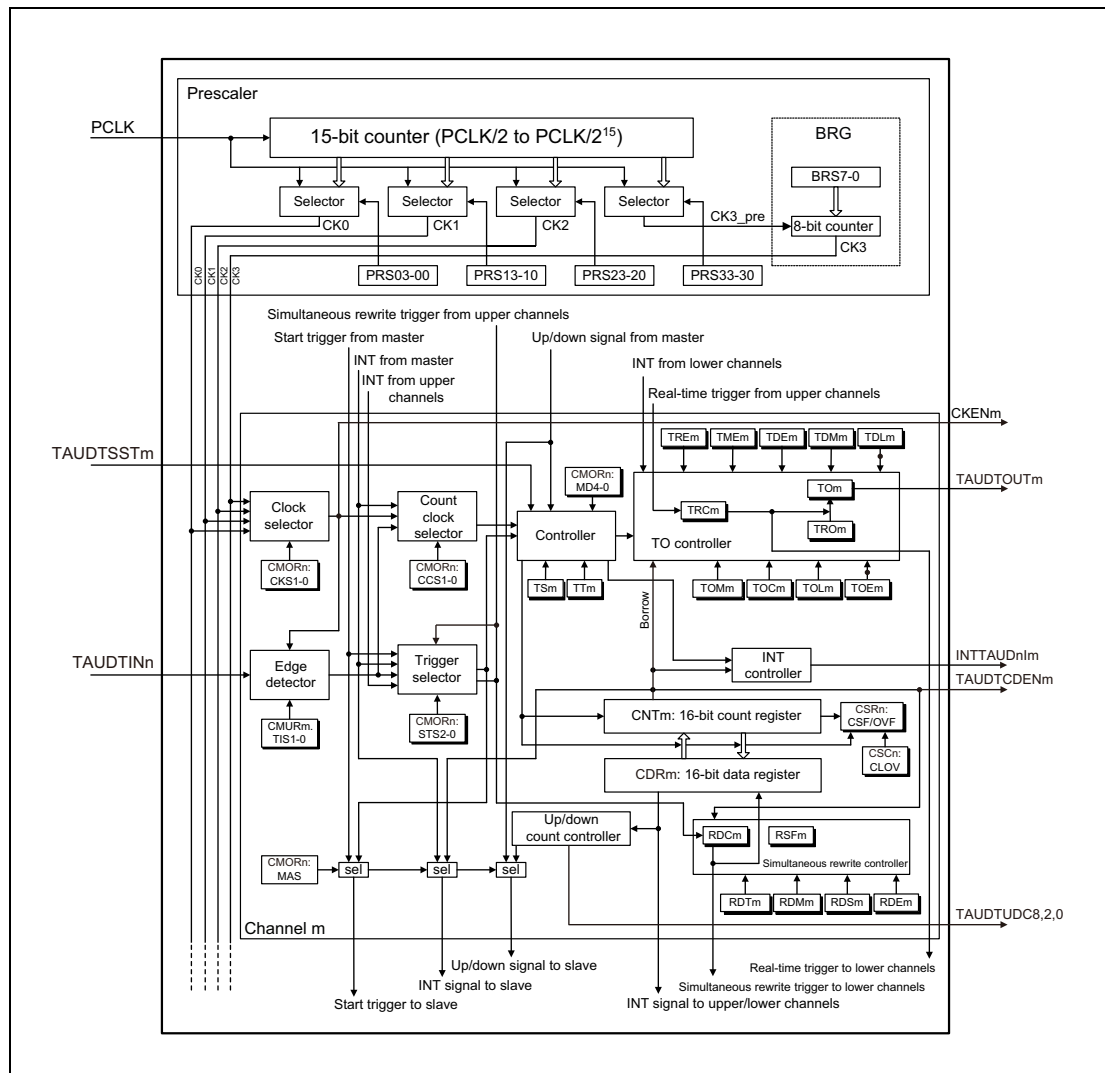 Prescaler
PCLK
15-bit counter (PCLK/2 to PCLK/2¹⁵)
BRG
BRS7-0
Selector
Selector
Selector
Selector
CK3_pre
8-bit counter
CK0
CK1
CK2
CK3
CK0
CK1
CK2
CK3
PRS03-00
PRS13-10
PRS23-20
PRS33-30
Simultaneous rewrite trigger from upper channels
Start trigger from master
Up/down signal from master
INT from master
INT from lower channels
INT from upper
channels
Real-time trigger from upper channels
CKENm
TREm
TMEm
TDEm
TDMm
TDLm
TAUDTSSTm
CMORn:
MD4-0
TOm
TAUDTOUTm
Clock
selector
Count
clock
selector
Controller
TRCm
TROm
TO controller
CMORn:
CKS1-0
CMORn:
CCS1-0
TSm
TTm
TOMm
TOCm
TOLm
TOEm
Borrow
TAUDTINn
Edge
detector
Trigger
selector
INT
controller
INTTAUDnIm
TAUDTCDENm
CMURm.
TIS1-0
CMORn:
STS2-0
CNTm: 16-bit count register
CSRn:
CSF/OVF
CSCn:
CLOV
CDRm: 16-bit data register
Up/down
count controller
RDCm
RSFm
Simultaneous rewrite controller
CMORn:
MAS
sel
sel
sel
RDTm
RDMm
RDSm
RDEm
TAUDTUDC8,2,0
Channel m
Up/down signal to slave
Real-time trigger to lower channels
INT signal to slave
Simultaneous rewrite trigger to lower channels
Start trigger to slave
INT signal to upper/lower channels